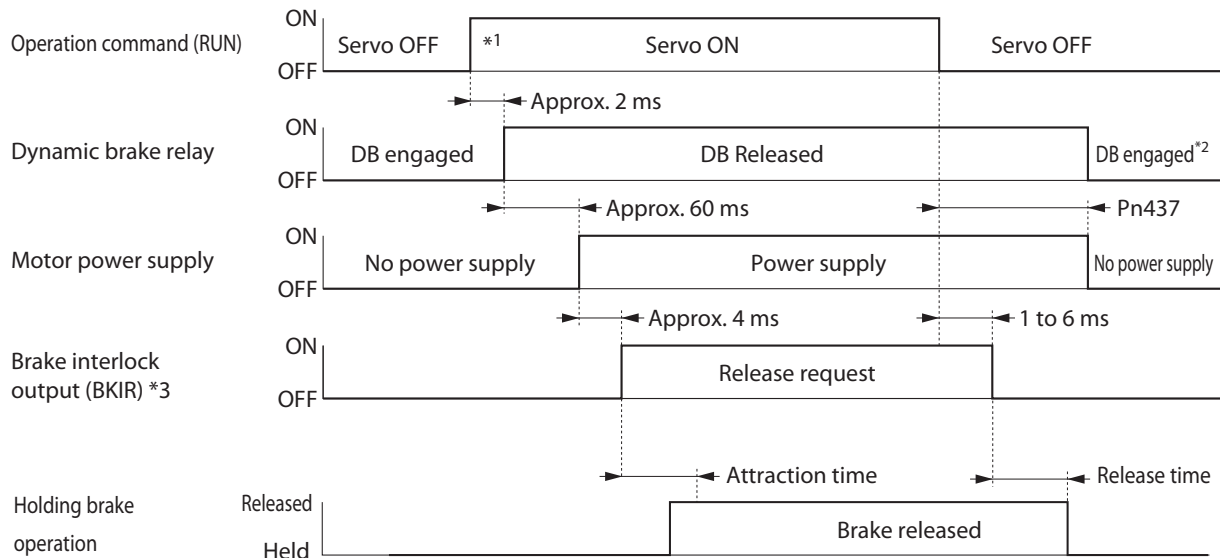 Operation command (RUN)
ON
OFF
Servo OFF
*1
Servo ON
Servo OFF
Approx. 2 ms
Dynamic brake relay
ON
OFF
DB engaged
DB Released
DB engaged*2
Approx. 60 ms
Pn437
Motor power supply
ON
OFF
No power supply
Power supply
No power supply
Approx. 4 ms
1 to 6 ms
Brake interlock
output (BKIR) *3
ON
OFF
Release request
Attraction time
Release time
Holding brake
operation
Released
Held
Brake released